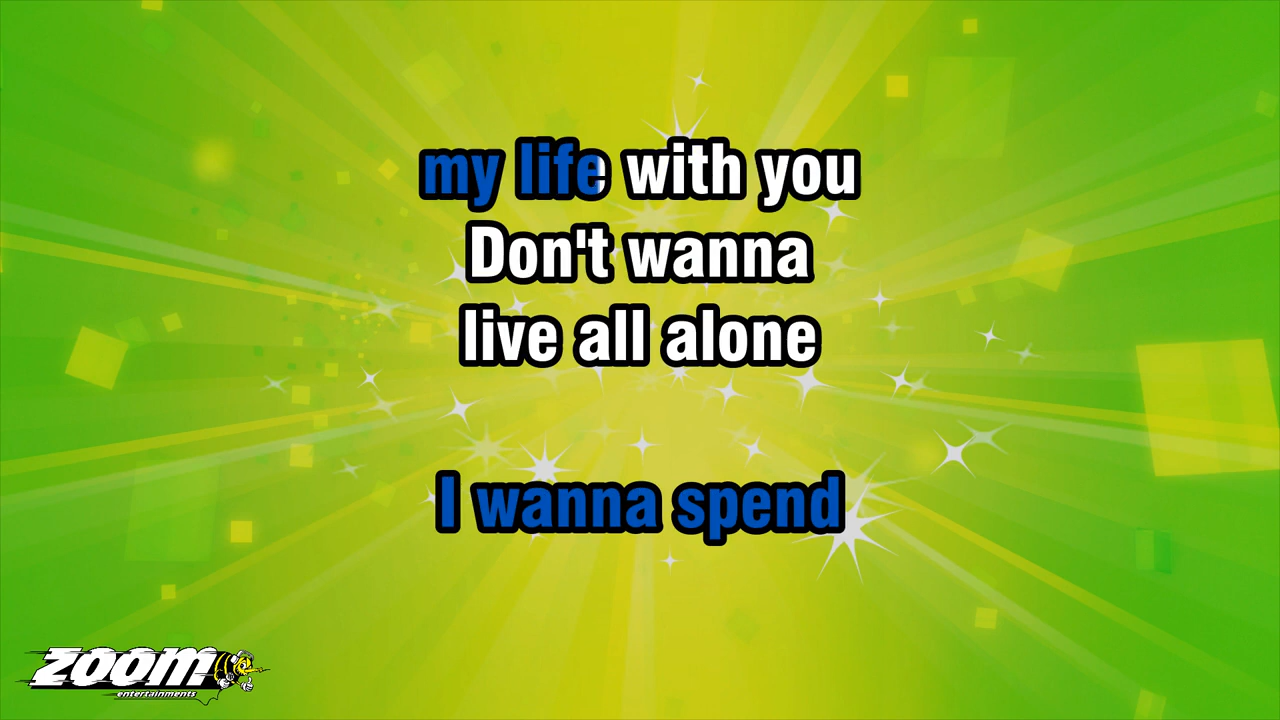 my life with you
Don't wanna
live all alone
I wanna spend
zoom
entertainments